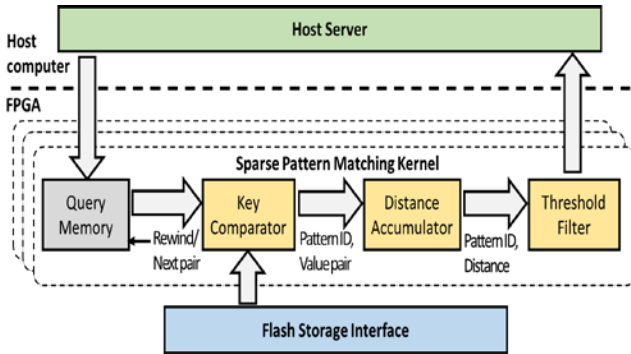 Host Server
Host
computer
FPGA
Sparse Pattern Matching Kernel
Query
Memory
Rewind/
Next pair
Key
Comparator
Pattern ID,
Value pair
Distance
Accumulator
Pattern ID,
Distance
Threshold
Filter
Flash Storage Interface